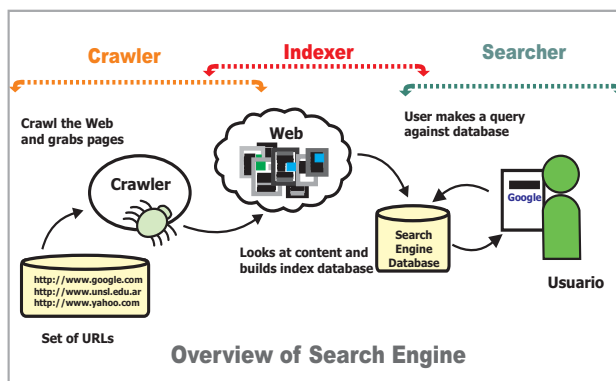 Crawler
Indexer
Searcher
Crawl the Web
and grabs pages
Web
User makes a query
against database
Crawler
Google
Search
Engine
Database
Looks at content and
builds index database
http://www.google.com
http://www.unsl.edu.ar
http://www.yahoo.com
Usuario
Set of URLs
Overview of Search Engine